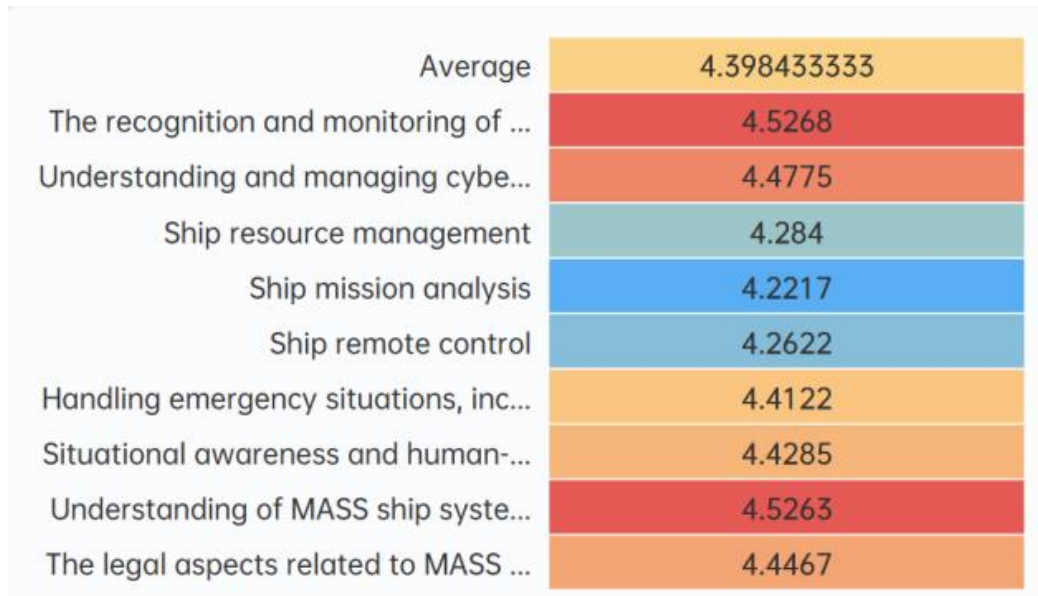 Average 4.398433333
The recognition and monitoring of ... 4.5268
Understanding and managing cybe... 4.4775
Ship resource management 4.284
Ship mission analysis 4.2217
Ship remote control 4.2622
Handling emergency situations, inc... 4.4122
Situational awareness and human-... 4.4285
Understanding of MASS ship syste... 4.5263
The legal aspects related to MASS ... 4.4467